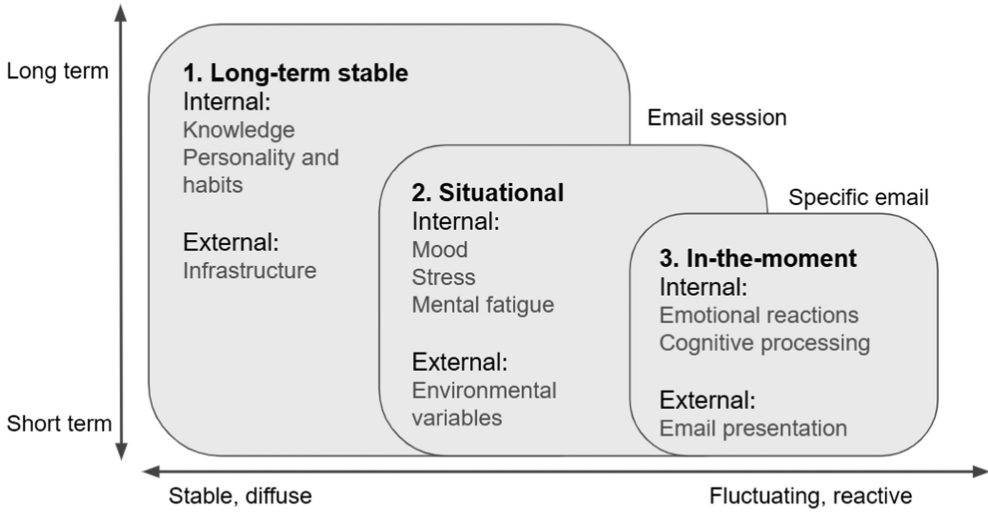 Long term
Short term
1. Long-term stable
Internal:
Knowledge
Personality and
habits
External:
Infrastructure
Email session
2. Situational
Internal:
Mood
Stress
Mental fatigue
External:
Environmental
variables
Specific email
3. In-the-moment
Internal:
Emotional reactions
Cognitive processing
External:
Email presentation
Stable, diffuse
Fluctuating, reactive